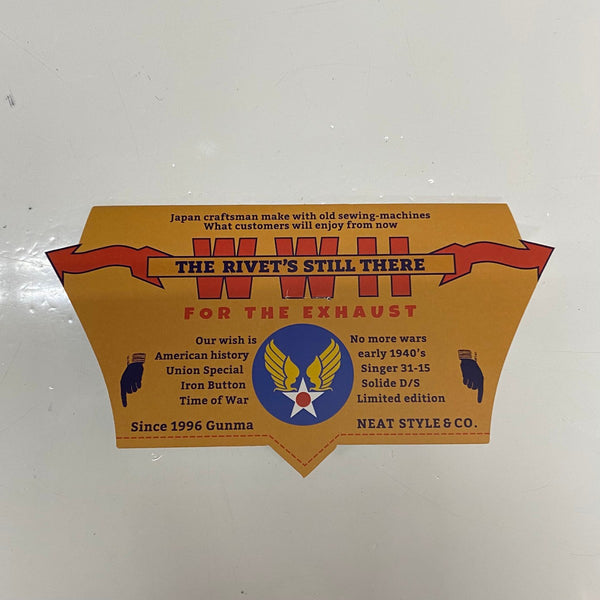 Japan craftsman make with old sewing-machines
What customers will enjoy from now
WWII
THE RIVET'S STILL THERE
FOR THE EXHAUST
Our wish is
American history
Union Special
Iron Button
Time of War
No more wars
early 1940's
Singer 31-15
Solide D/S
Limited edition
Since 1996 Gunma
NEAT STYLE & CO.